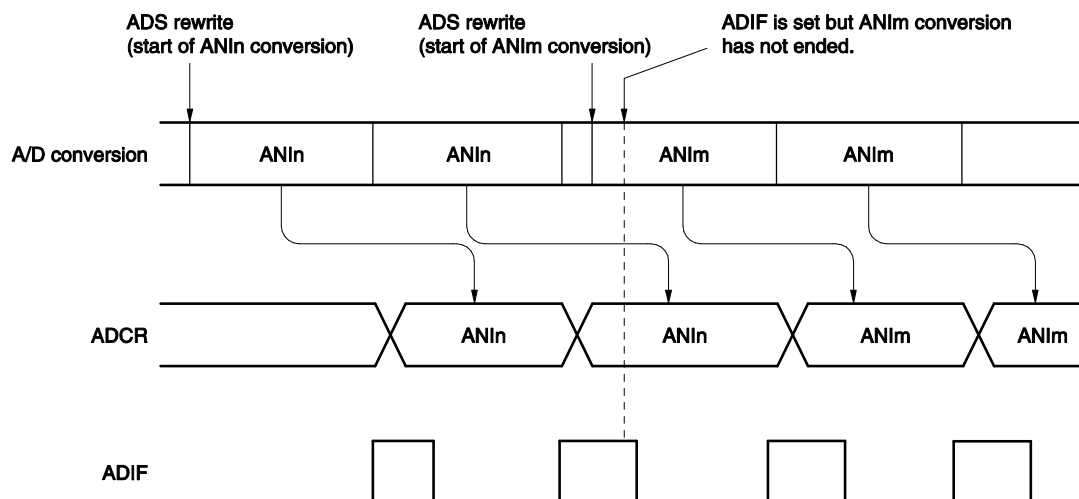 ADS rewrite
(start of ANIn conversion)
ADS rewrite
(start of ANIm conversion)
ADIF is set but ANIm conversion
has not ended.
A/D conversion
ANIn
ANIn
ANIm
ANIm
ADCR
ANIn
ANIn
ANIm
ANIm
ADIF